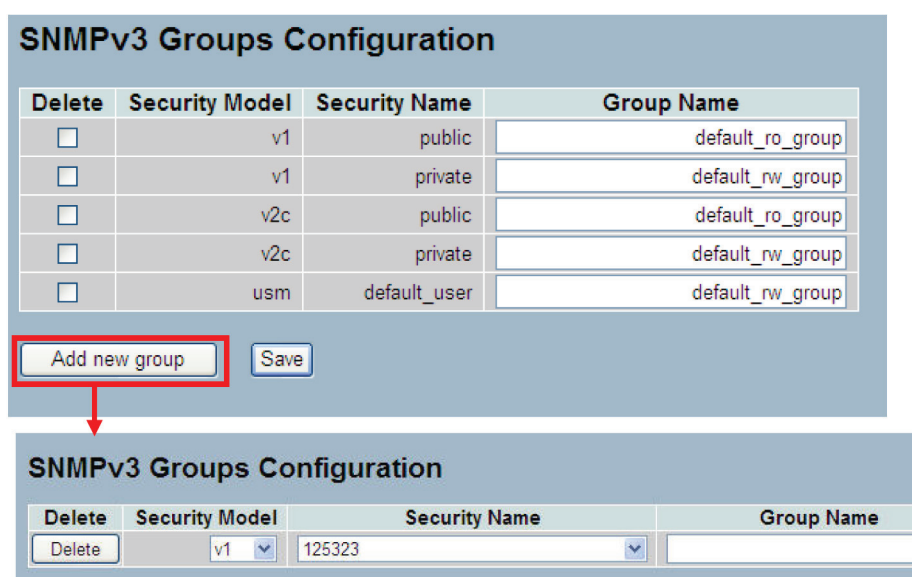 SNMPv3 Groups Configuration
Delete Security Model Security Name Group Name
v1 public default_ro_group
v1 private default_rw_group
v2c public default_ro_group
v2c private default_rw_group
usm default_user default_rw_group
Add new group Save
SNMPv3 Groups Configuration
Delete Security Model Security Name Group Name
Delete v1 125323